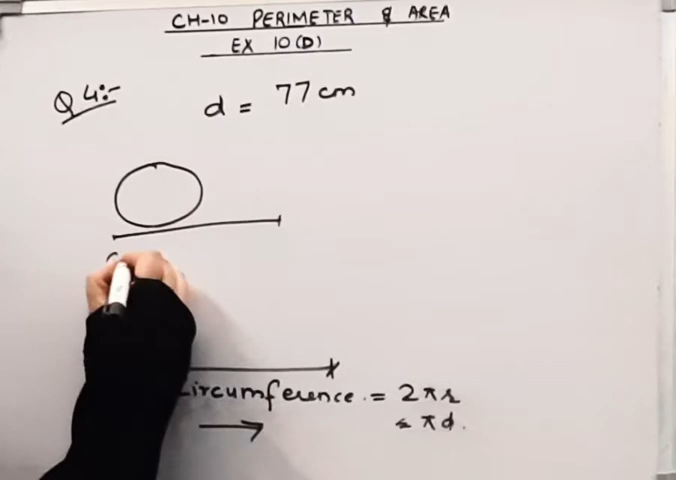 CH-10 PERIMETER & AREA
EX 10(D)
Q 4:-
d = 77 cm
ircumference. = 2πr
= πd.